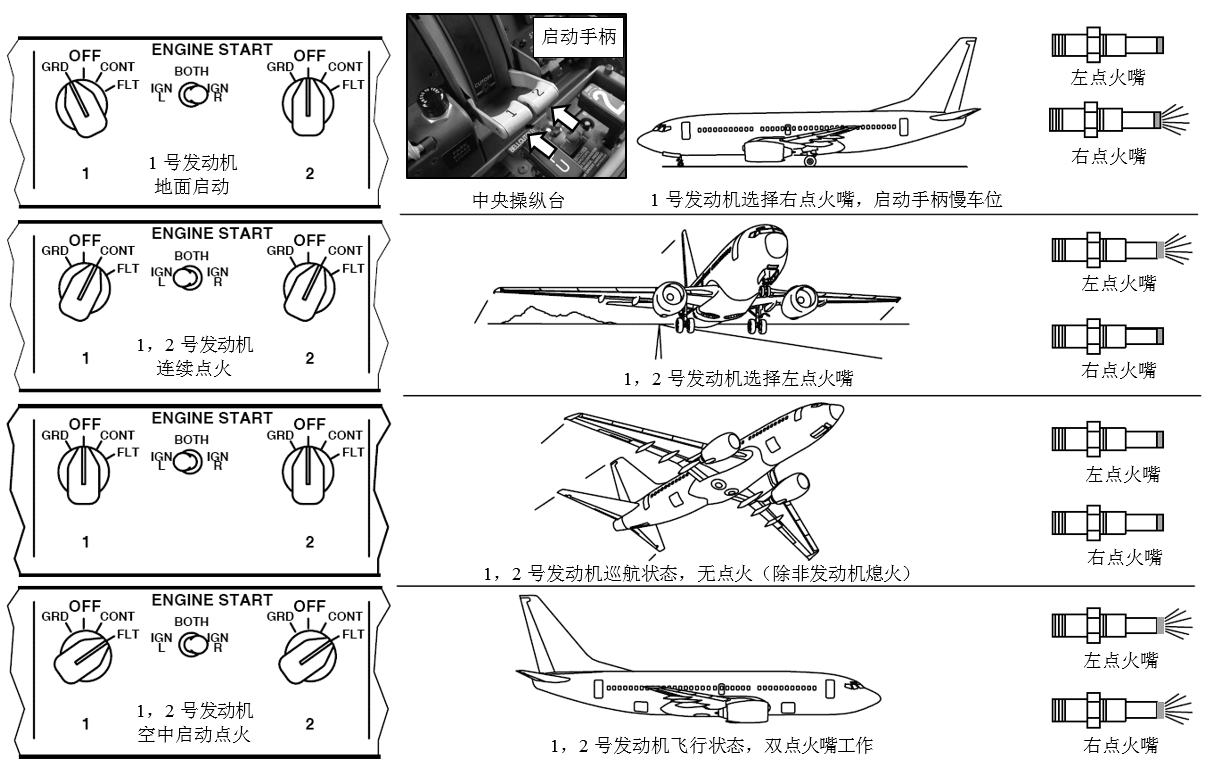 ENGINE START
OFF
GRD
CONT
FLT
BOTH
IGN
L
IGN
R
OFF
GRD
CONT
FLT
1
1 号发动机
地面启动
2
启动手柄
CUTOFF
1
2
2
中央操纵台
1 号发动机选择右点火嘴，启动手柄慢车位
左点火嘴
右点火嘴
ENGINE START
OFF
GRD
CONT
FLT
BOTH
IGN
L
IGN
R
OFF
GRD
CONT
FLT
1
1，2 号发动机
连续点火
2
1，2 号发动机选择左点火嘴
左点火嘴
右点火嘴
ENGINE START
OFF
GRD
CONT
FLT
BOTH
IGN
L
IGN
R
OFF
GRD
CONT
FLT
1
2
1，2 号发动机巡航状态，无点火（除非发动机熄火）
左点火嘴
右点火嘴
ENGINE START
OFF
GRD
CONT
FLT
BOTH
IGN
L
IGN
R
OFF
GRD
CONT
FLT
1
1，2 号发动机
空中启动点火
2
1，2 号发动机飞行状态，双点火嘴工作
左点火嘴
右点火嘴